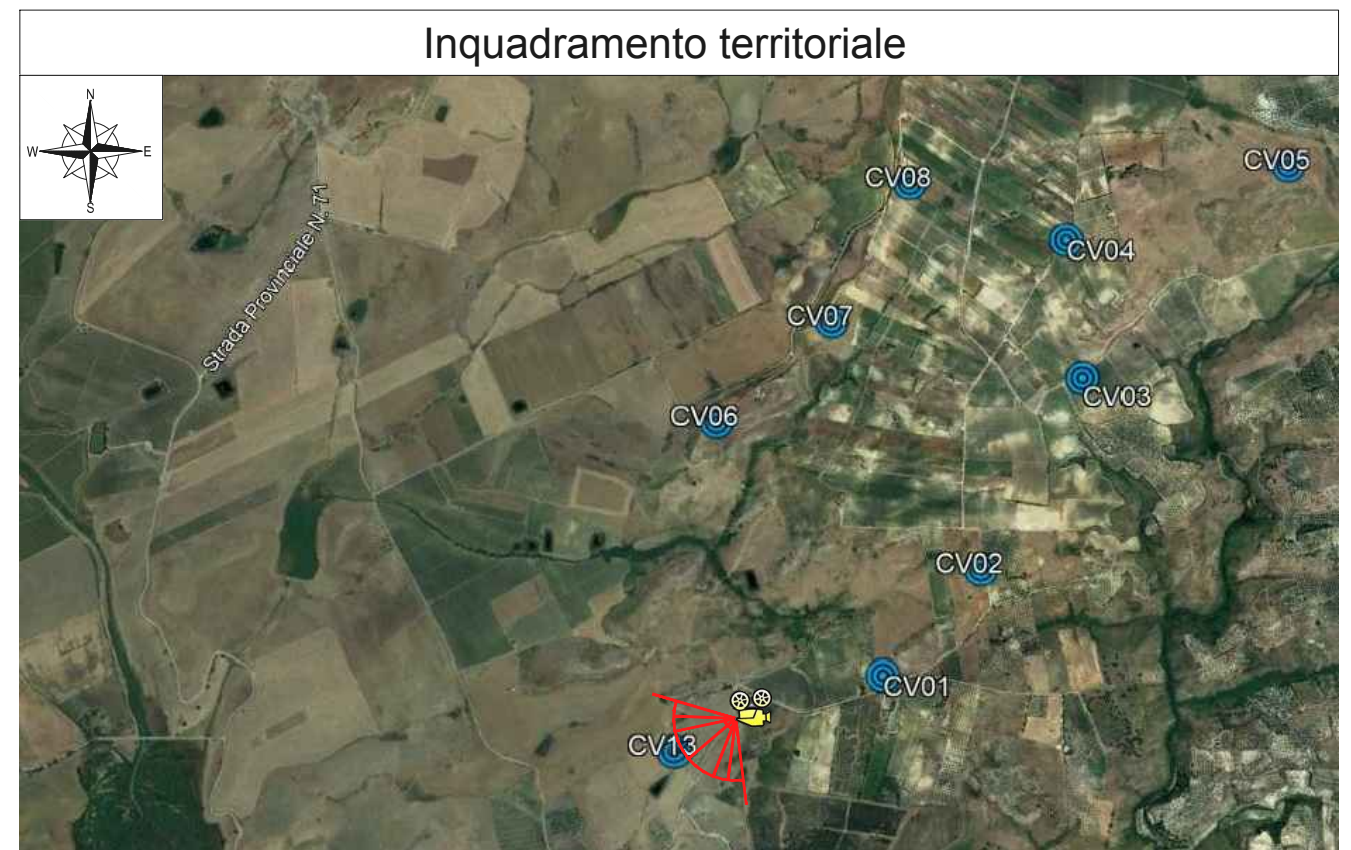 Inquadramento territoriale
N
W
E
S
CV05
CV08
Strada Provinciale N. 71
CV04
CV07
CV03
CV06
CV02
CV01
CV13